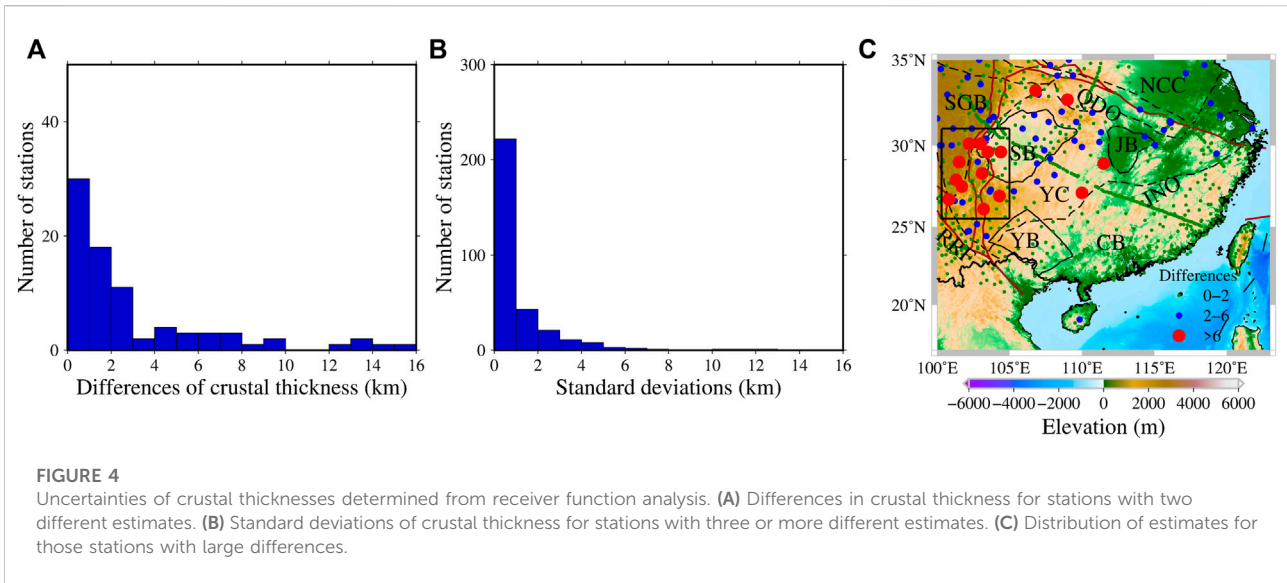 A
Number of stations
40
20
0
0 2 4 6 8 10 12 14 16
Differences of crustal thickness (km)
B
Number of stations
300
200
100
0
0 2 4 6 8 10 12 14 16
Standard deviations (km)
C
35°N
30°N
25°N
20°N
100°E 105°E 110°E 115°E 120°E
NCC
SGB
QDO
JB
SB
JNO
YC
YB
CB
Differences
0–2
2–6
>6
−6000 −4000 −2000 0 2000 4000 6000
Elevation (m)
FIGURE 4
Uncertainties of crustal thicknesses determined from receiver function analysis. (A) Differences in crustal thickness for stations with two
different estimates. (B) Standard deviations of crustal thickness for stations with three or more different estimates. (C) Distribution of estimates for
those stations with large differences.